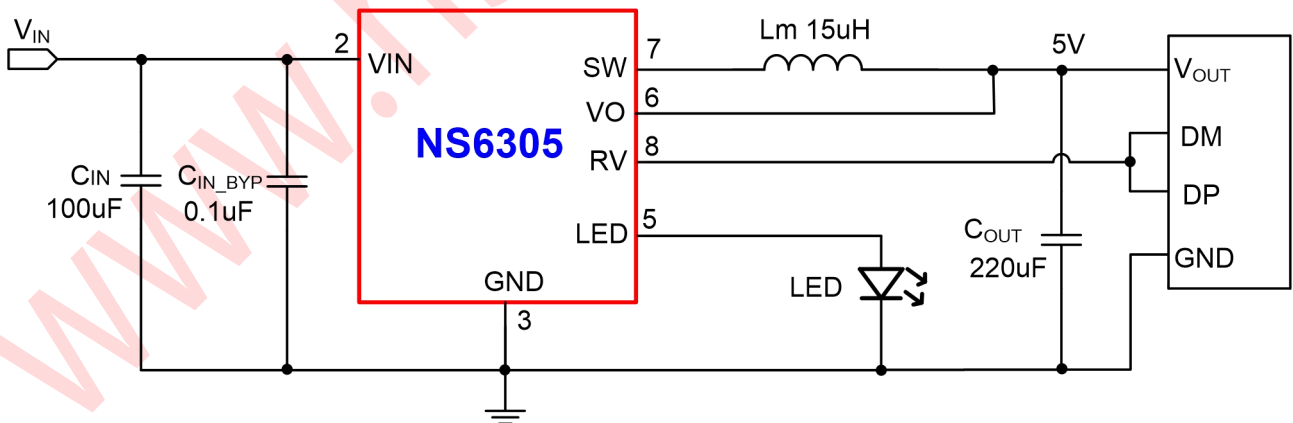 VIN
2
VIN
CIN
100uF
CIN_BYP
0.1uF
NS6305
GND
3
SW
7
VO
6
RV
8
LED
5
Lm 15uH
5V
LED
COUT
220uF
VOUT
DM
DP
GND
www.n